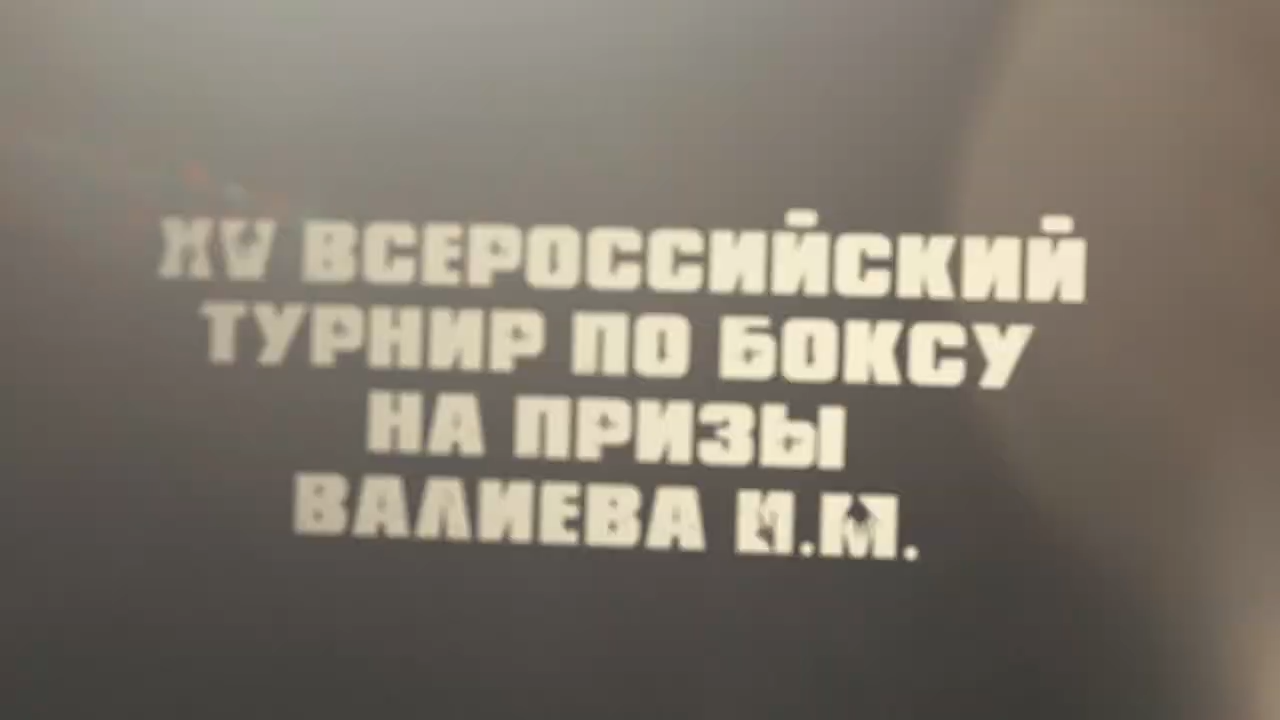 XV ВСЕРОССИЙСКИЙ
ТУРНИР ПО БОКСУ
НА ПРИЗЫ
ВАЛИЕВА И.М.